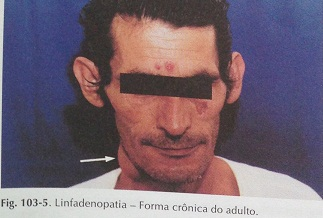 Fig. 103-5. Linfadenopatia – Forma crônica do adulto.